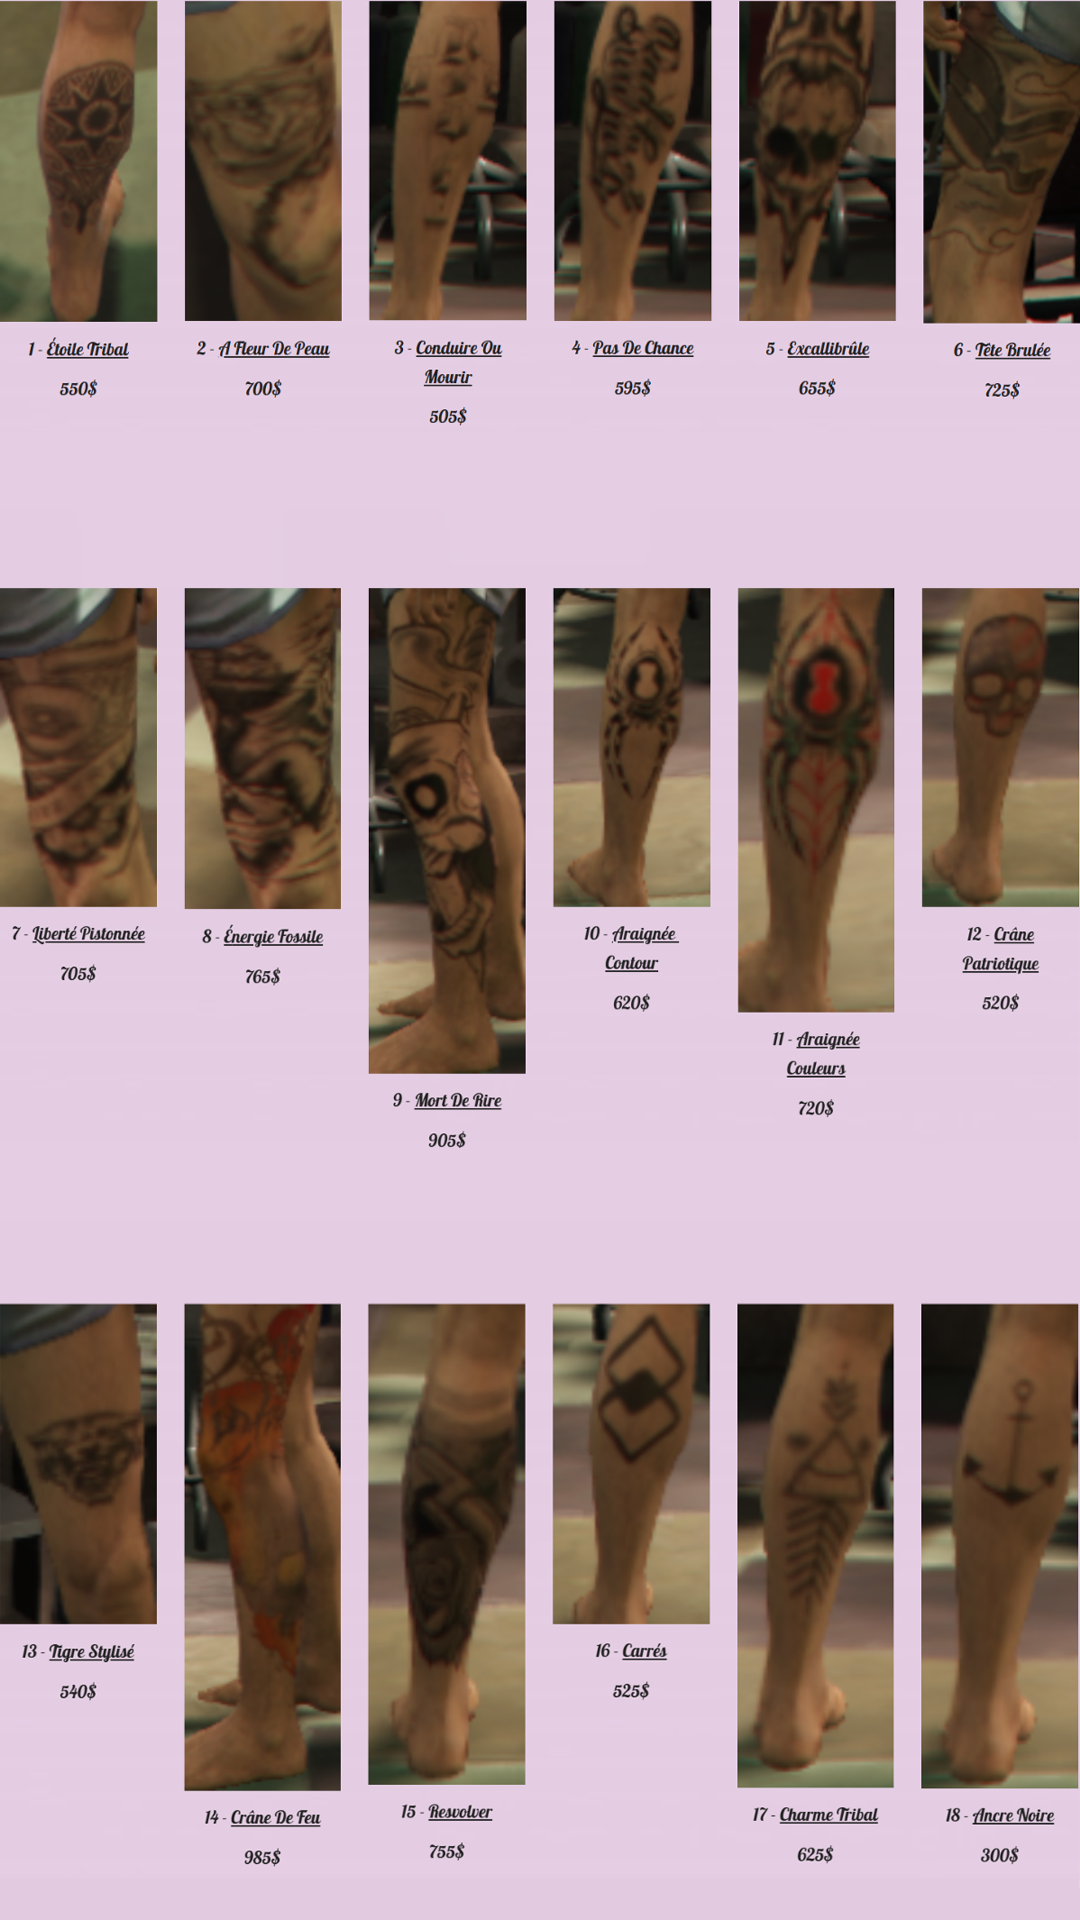 1 - Étoile Tribal
550$
2 - A Fleur De Peau
700$
3 - Conduire Ou
Mourir
505$
4 - Pas De Chance
595$
5 - Excallibrûle
655$
6 - Tête Brulée
725$
7 - Liberté Pistonnée
705$
8 - Énergie Fossile
765$
9 - Mort De Rire
905$
10 - Araignée
Contour
620$
11 - Araignée
Couleurs
720$
12 - Crâne
Patriotique
520$
13 - Tigre Stylisé
540$
14 - Crâne De Feu
985$
15 - Resvolver
755$
16 - Carrés
525$
17 - Charme Tribal
625$
18 - Ancre Noire
300$